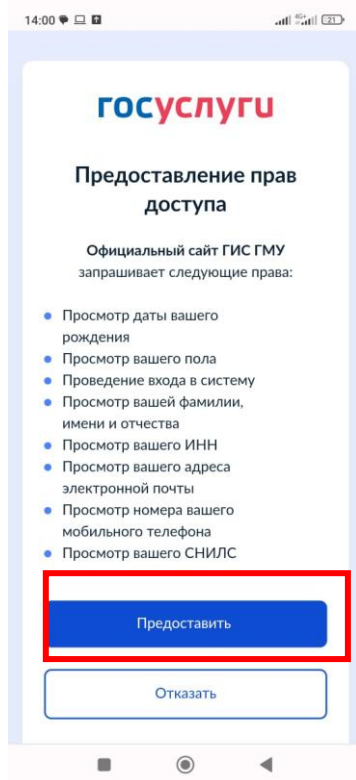 14:00 4G+ 21
госуслуги
Предоставление прав
доступа
Официальный сайт ГИС ГМУ
запрашивает следующие права:
Просмотр даты вашего
рождения
Просмотр вашего пола
Проведение входа в систему
Просмотр вашей фамилии,
имени и отчества
Просмотр вашего ИНН
Просмотр вашего адреса
электронной почты
Просмотр номера вашего
мобильного телефона
Просмотр вашего СНИЛС
Предоставить
Отказать